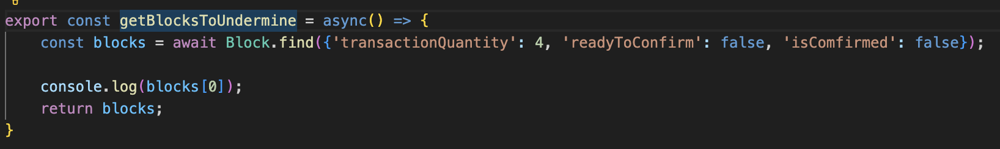 export const getBlocksToUndermine = async() => {
    const blocks = await Block.find({'transactionQuantity': 4, 'readyToConfirm': false, 'isComfirmed': false});
    console.log(blocks[0]);
    return blocks;
}